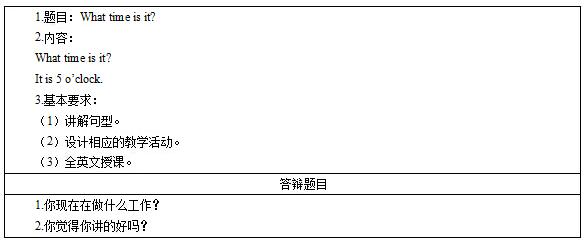 1.题目：What time is it?
2.内容：
What time is it?
It is 5 o’clock.
3.基本要求：
（1）讲解句型。
（2）设计相应的教学活动。
（3）全英文授课。
答辩题目
1.你现在在做什么工作？
2.你觉得你讲的好吗？